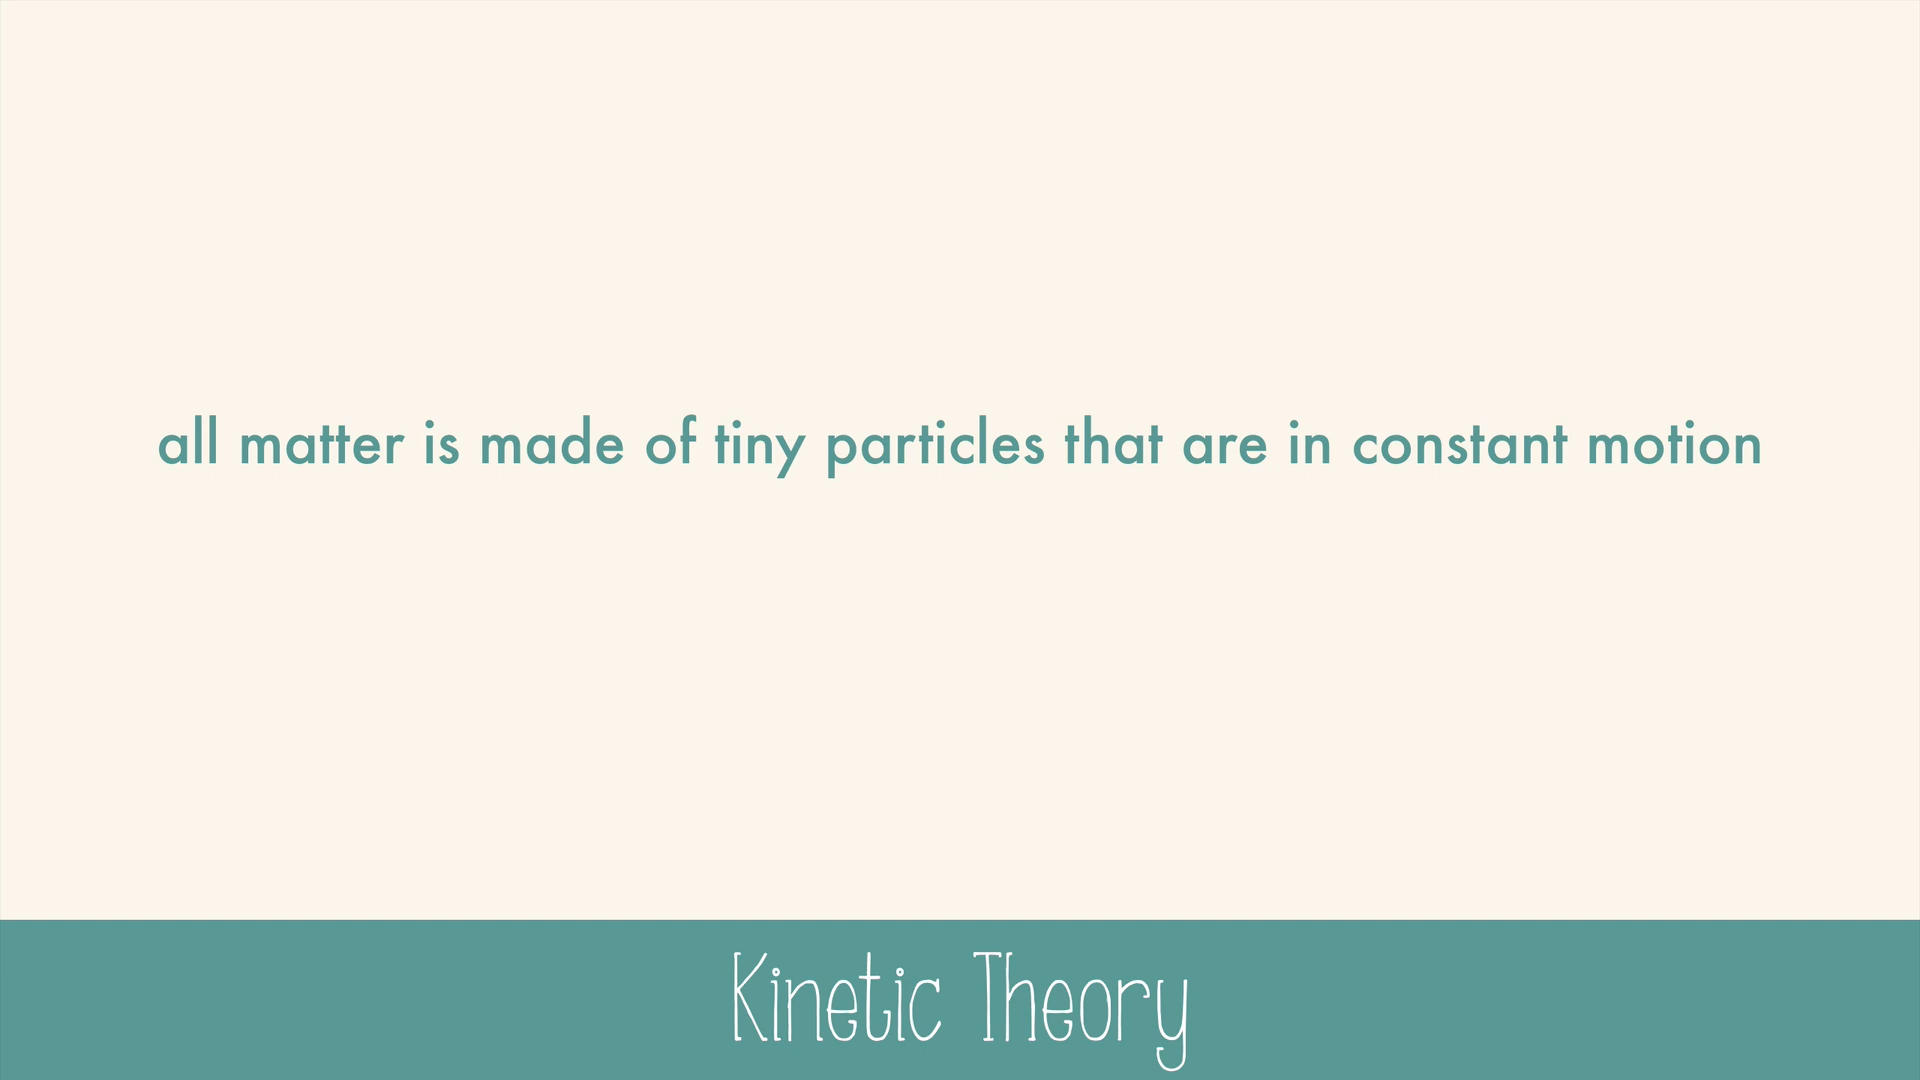 all matter is made of tiny particles that are in constant motion
Kinetic Theory